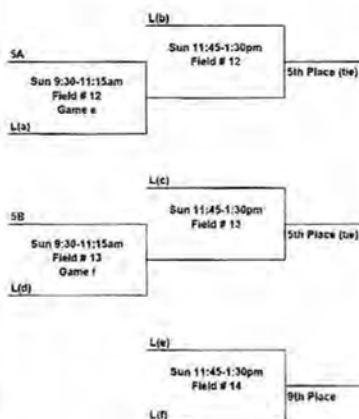 L(b)
Sun 11:45-1:30pm
Field # 12
5th Place (tie)
5A
Sun 9:30-11:15am
Field # 12
Game e
L(a)
L(c)
Sun 11:45-1:30pm
Field # 13
5th Place (tie)
5B
Sun 9:30-11:15am
Field # 13
Game f
L(d)
L(e)
Sun 11:45-1:30pm
Field # 14
9th Place
L(f)